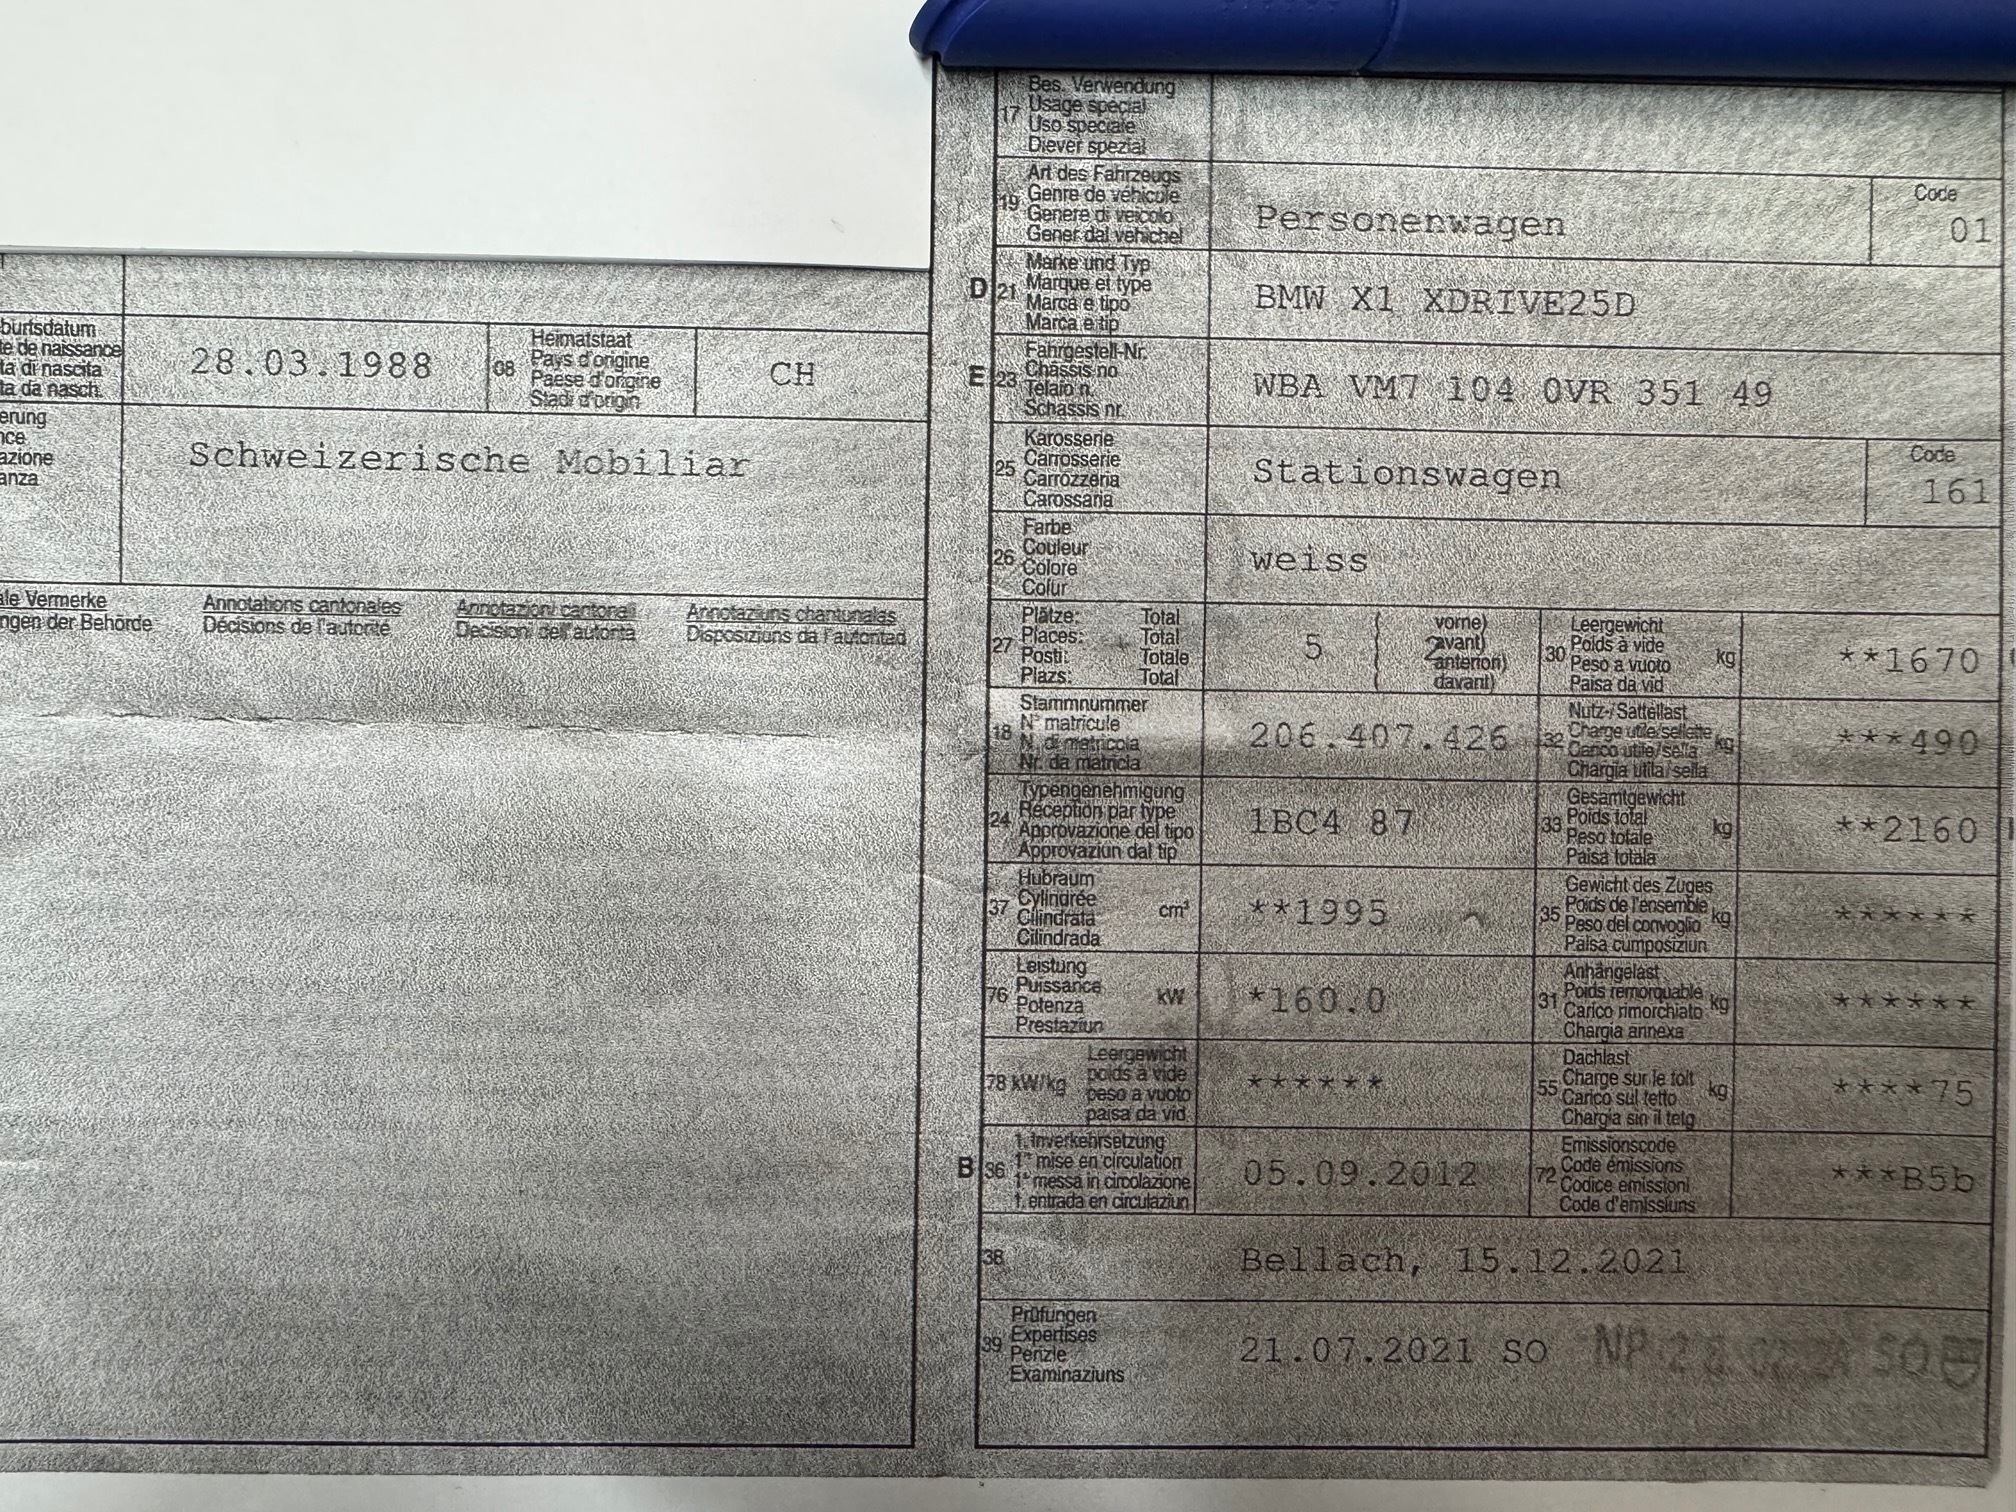 burtsdatum
te de naissance
ta di nascita
ta da nasch.
28.03.1988
08
Heimatstaat
Pays d'origine
Paese d'origine
Stadi d'origin
CH
erung
nce
azione
anza
Schweizerische Mobiliar
ale Vermerke
ngen der Behörde
Annotations cantonales
Décisions de l'autorité
Annotazioni cantonali
Decisioni dell'autorità
Annotaziuns chantunalas
Disposiziuns da l'autoritad
17
Bes. Verwendung
Usage spécial
Uso speciale
Diever spezial
19
Art des Fahrzeugs
Genre de véhicule
Genere di veicolo
Gener dal vehichel
Personenwagen
Code
01
D
21
Marke und Typ
Marque et type
Marca e tipo
Marca e tip
BMW X1 XDRIVE25D
E
23
Fahrgestell-Nr.
Châssis no
Telaio n.
Schassis nr.
WBA VM7 104 0VR 351 49
25
Karosserie
Carrosserie
Carrozzeria
Carossaria
Stationswagen
Code
161
26
Farbe
Couleur
Colore
Colur
weiss
27
Plätze: Total
Places: Total
Posti: Totale
Plazs: Total
5
2
( vorne)
( avant)
( anteriori)
( davant)
30
Leergewicht
Poids à vide
Peso a vuoto
Paisa da vid
kg
**1670
18
Stammnummer
N° matricule
N. di matricola
Nr. da matricla
206.407.426
32
Nutz-/Sattellast
Charge utile/sellette
Carico utile/sella
Chargia utila/sella
kg
***490
24
Typengenehmigung
Réception par type
Approvazione del tipo
Approvaziun dal tip
1BC4 87
33
Gesamtgewicht
Poids total
Peso totale
Paisa totala
kg
**2160
37
Hubraum
Cylindrée
Cilindrata
Cilindrada
cm³
**1995
35
Gewicht des Zuges
Poids de l'ensemble
Peso del convoglio
Paisa cumposiziun
kg
******
76
Leistung
Puissance
Potenza
Prestaziun
kW
*160.0
31
Anhängelast
Poids remorquable
Carico rimorchiato
Chargia annexa
kg
******
78 kW/kg
Leergewicht
poids à vide
peso a vuoto
paisa da vid
******
55
Dachlast
Charge sur le toit
Carico sul tetto
Chargia sin il tetg
kg
****75
B
36
1. Inverkehrsetzung
1re mise en circulation
1a messa in circolazione
1. entrada en circulaziun
05.09.2012
72
Emissionscode
Code émissions
Codice emissioni
Code d'emissiuns
***B5b
38
Bellach, 15.12.2021
39
Prüfungen
Expertises
Perizie
Examinaziuns
21.07.2021 SO
NP
SO